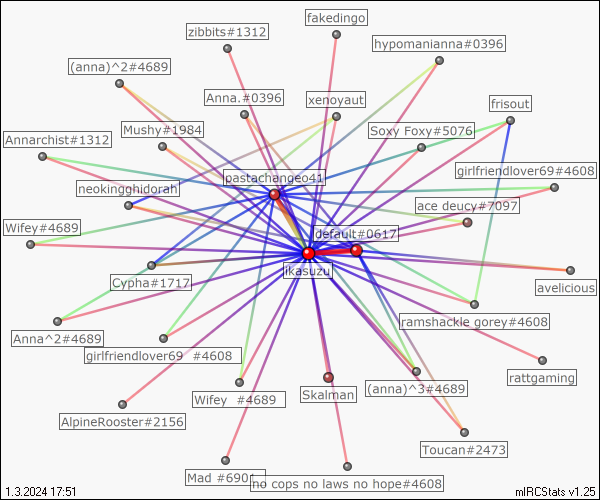 fakedingo
zibbits#1312
hypomanianna#0396
(anna)^2#4689
Anna.#0396
xenoyaut
frisout
Mushy#1984
Soxy Foxy#5076
Annarchist#1312
girlfriendlover69#4608
pastachangeo41
neokingghidorah
ace deucy#7097
Wifey#4689
default#0617
ikasuzu
Cypha#1717
avelicious
ramshackle gorey#4608
Anna^2#4689
girlfriendlover69 #4608
rattgaming
(anna)^3#4689
Skalman
Wifey #4689
AlpineRooster#2156
Toucan#2473
Mad #6901
no cops no laws no hope#4608
1.3.2024 17:51
mIRCStats v1.25